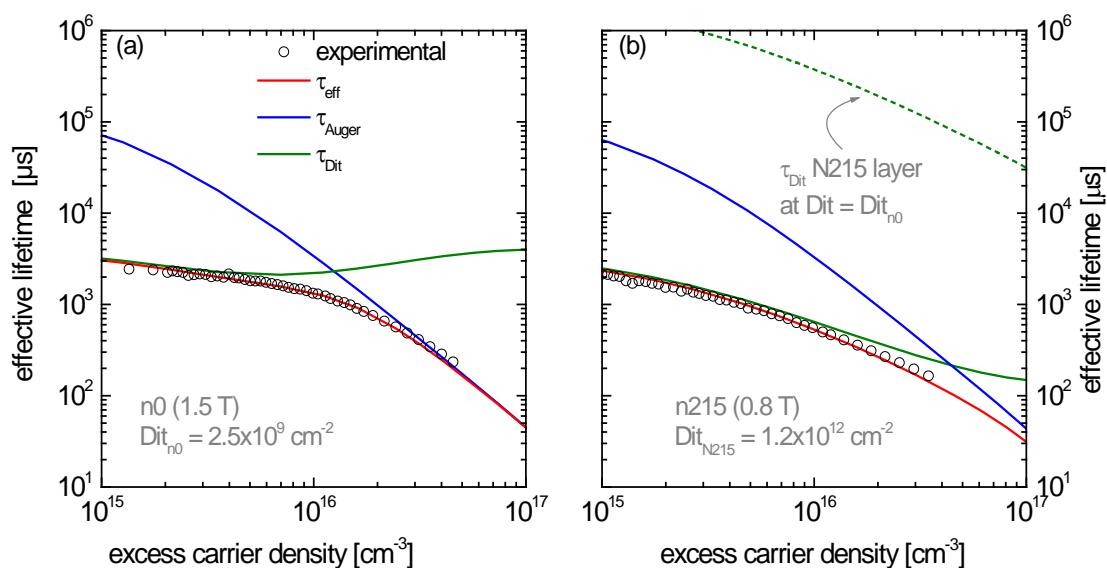 (a)
experimental
τeff
τAuger
τDit
n0 (1.5 T)
Ditn0 = 2.5x10^9 cm^-2
10^6
10^5
10^4
10^3
10^2
10^1
10^15
10^16
10^17
effective lifetime [µs]
excess carrier density [cm^-3]
(b)
τDit N215 layer
at Dit = Ditn0
n215 (0.8 T)
DitN215 = 1.2x10^12 cm^-2
10^6
10^5
10^4
10^3
10^2
10^1
10^15
10^16
10^17
effective lifetime [µs]
excess carrier density [cm^-3]